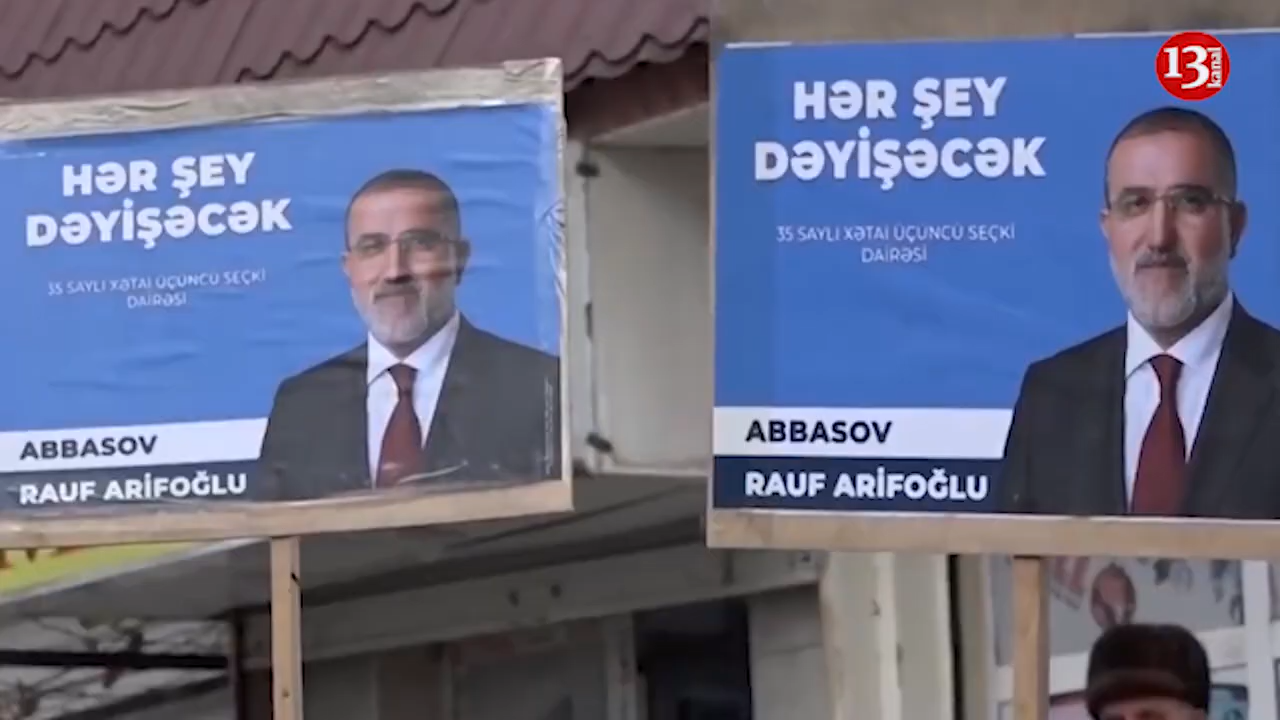 HƏR ŞEY
DƏYİŞƏCƏK
35 SAYLI XƏTAİ ÜÇÜNCÜ SEÇKİ
DAİRƏSİ
ABBASOV
RAUF ARİFOĞLU
HƏR ŞEY
DƏYİŞƏCƏK
35 SAYLI XƏTAİ ÜÇÜNCÜ SEÇKİ
DAİRƏSİ
ABBASOV
RAUF ARİFOĞLU
13 kanal